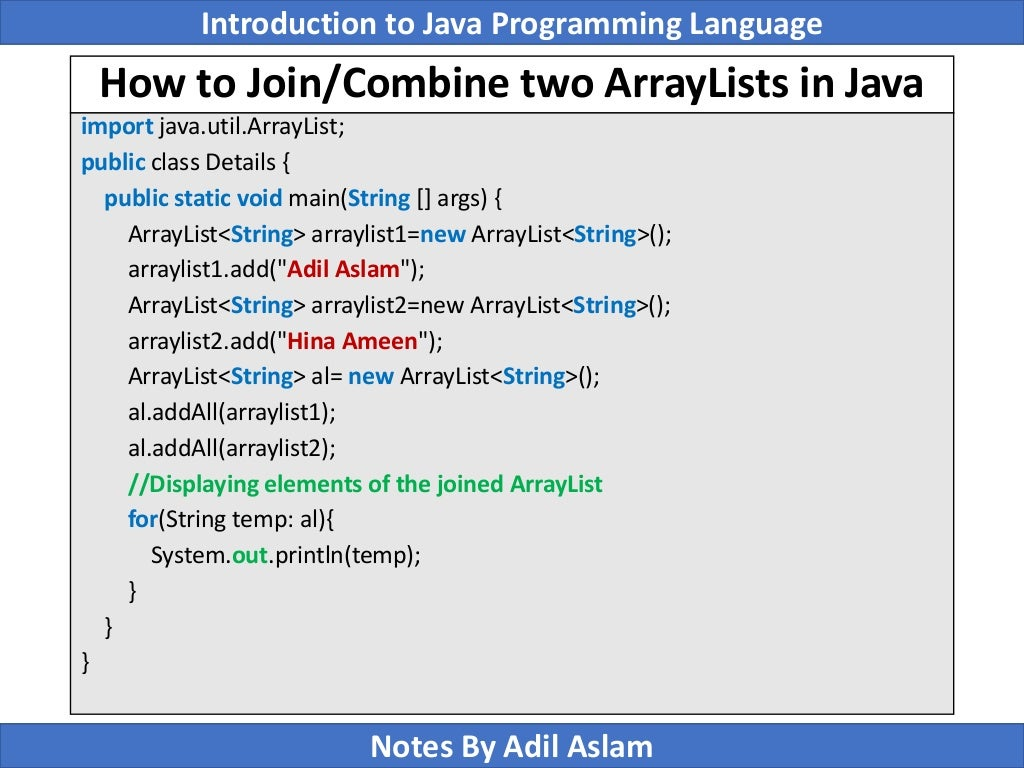 Introduction to Java Programming Language
How to Join/Combine two ArrayLists in Java
import java.util.ArrayList;
public class Details {
public static void main(String [] args) {
ArrayList<String> arraylist1=new ArrayList<String>();
arraylist1.add("Adil Aslam");
ArrayList<String> arraylist2=new ArrayList<String>();
arraylist2.add("Hina Ameen");
ArrayList<String> al= new ArrayList<String>();
al.addAll(arraylist1);
al.addAll(arraylist2);
//Displaying elements of the joined ArrayList
for(String temp: al){
System.out.println(temp);
}
}
}
Notes By Adil Aslam